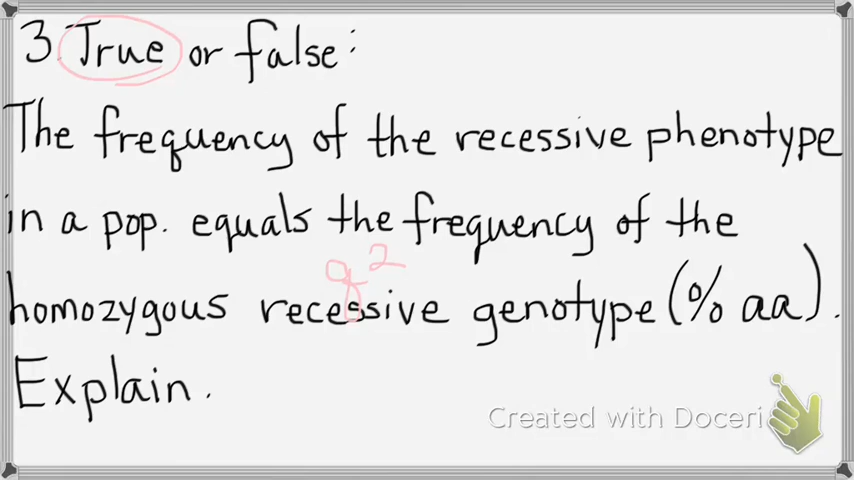 3 True or false:
The frequency of the recessive phenotype
in a pop. equals the frequency of the
q²
homozygous recessive genotype (% aa).
Explain.
Created with Doceri